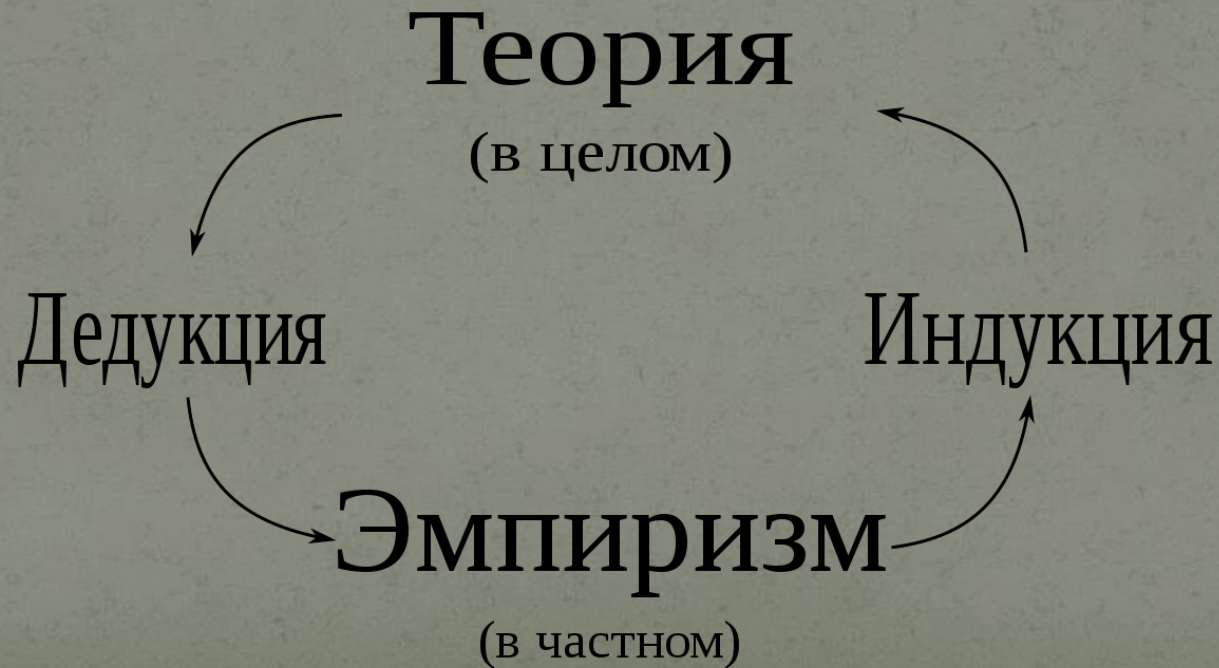 Теория
(в целом)
Дедукция
Индукция
Эмпиризм
(в частном)